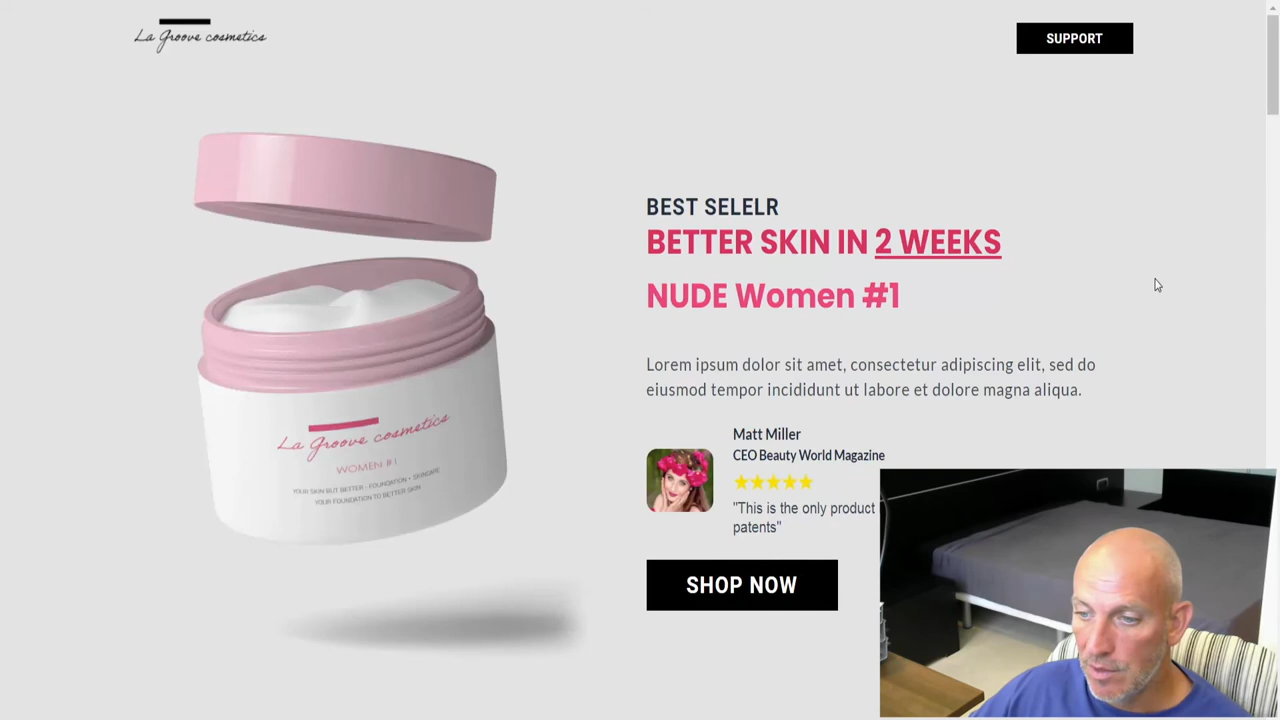 La Groove cosmetics
SUPPORT
BEST SELELR
BETTER SKIN IN 2 WEEKS
NUDE Women #1
Lorem ipsum dolor sit amet, consectetur adipiscing elit, sed do
eiusmod tempor incididunt ut labore et dolore magna aliqua.
Matt Miller
CEO Beauty World Magazine
"This is the only product
patents"
SHOP NOW
La Groove cosmetics
WOMEN #1
YOUR SKIN BUT BETTER - FOUNDATION + SKINCARE
YOUR FOUNDATION TO BETTER SKIN